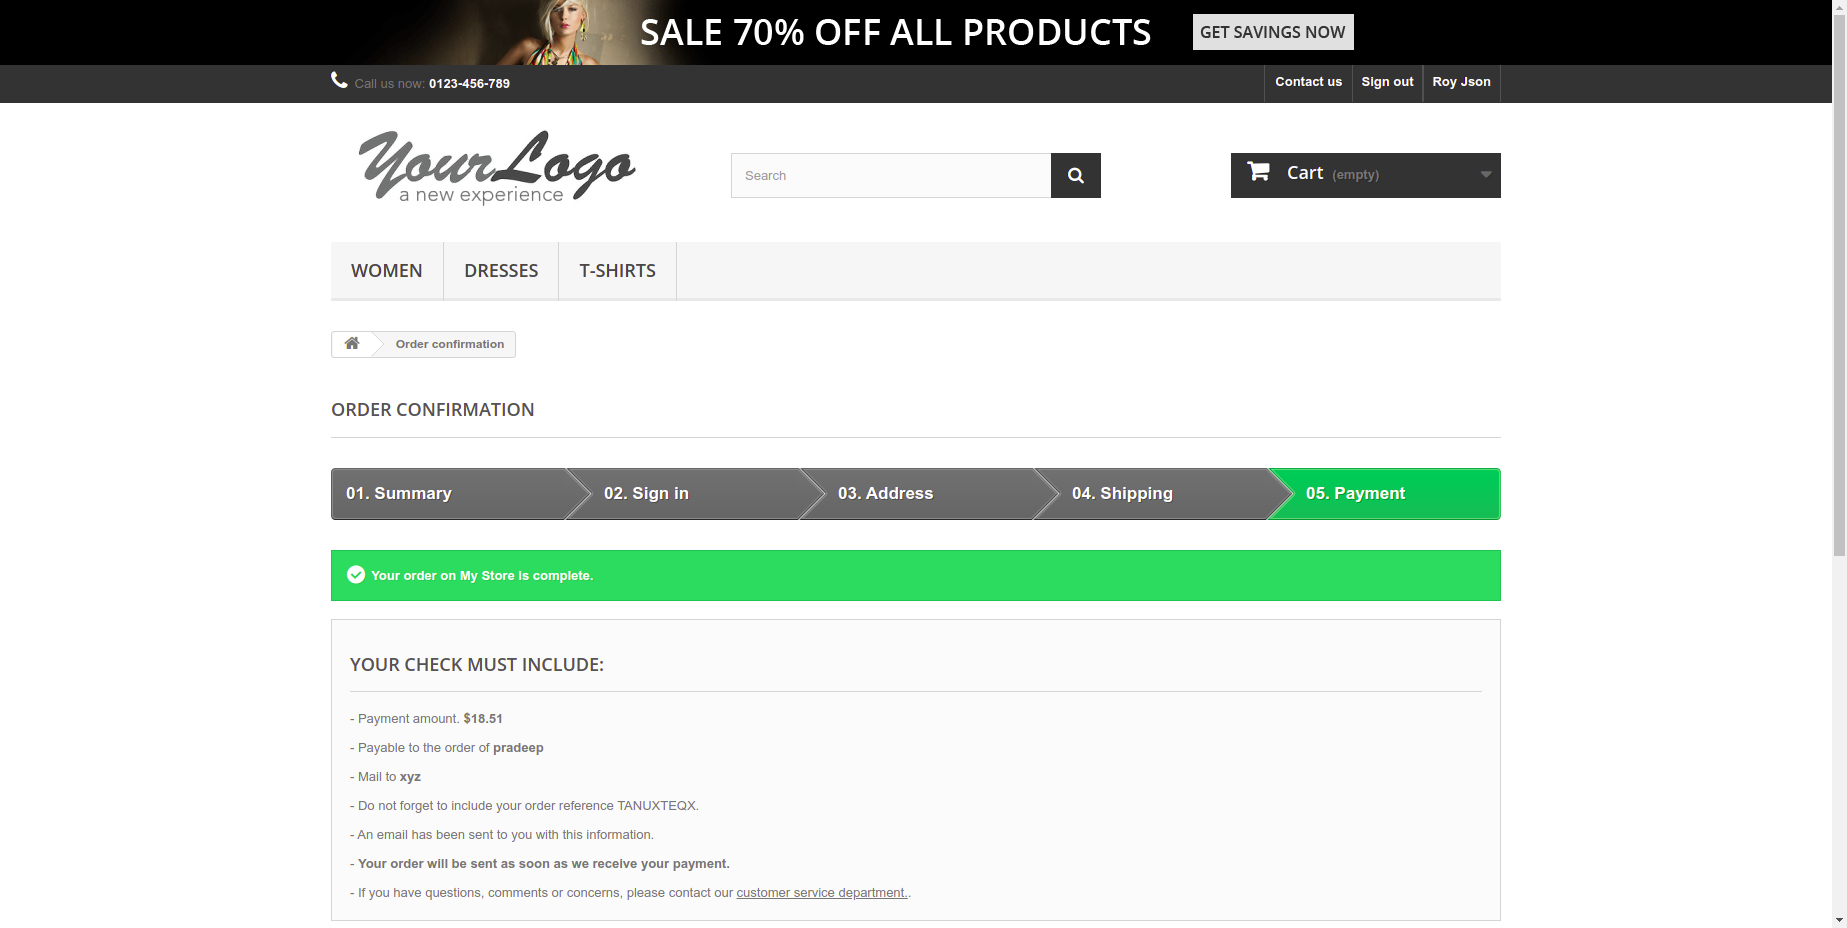 SALE 70% OFF ALL PRODUCTS GET SAVINGS NOW
Call us now: 0123-456-789 Contact us Sign out Roy Json
Your Logo
a new experience
Search
Cart (empty)
WOMEN DRESSES T-SHIRTS
Order confirmation
ORDER CONFIRMATION
01. Summary 02. Sign in 03. Address 04. Shipping 05. Payment
Your order on My Store is complete.
YOUR CHECK MUST INCLUDE:
- Payment amount. $18.51
- Payable to the order of pradeep
- Mail to xyz
- Do not forget to include your order reference TANUXTEQX.
- An email has been sent to you with this information.
- Your order will be sent as soon as we receive your payment.
- If you have questions, comments or concerns, please contact our customer service department..